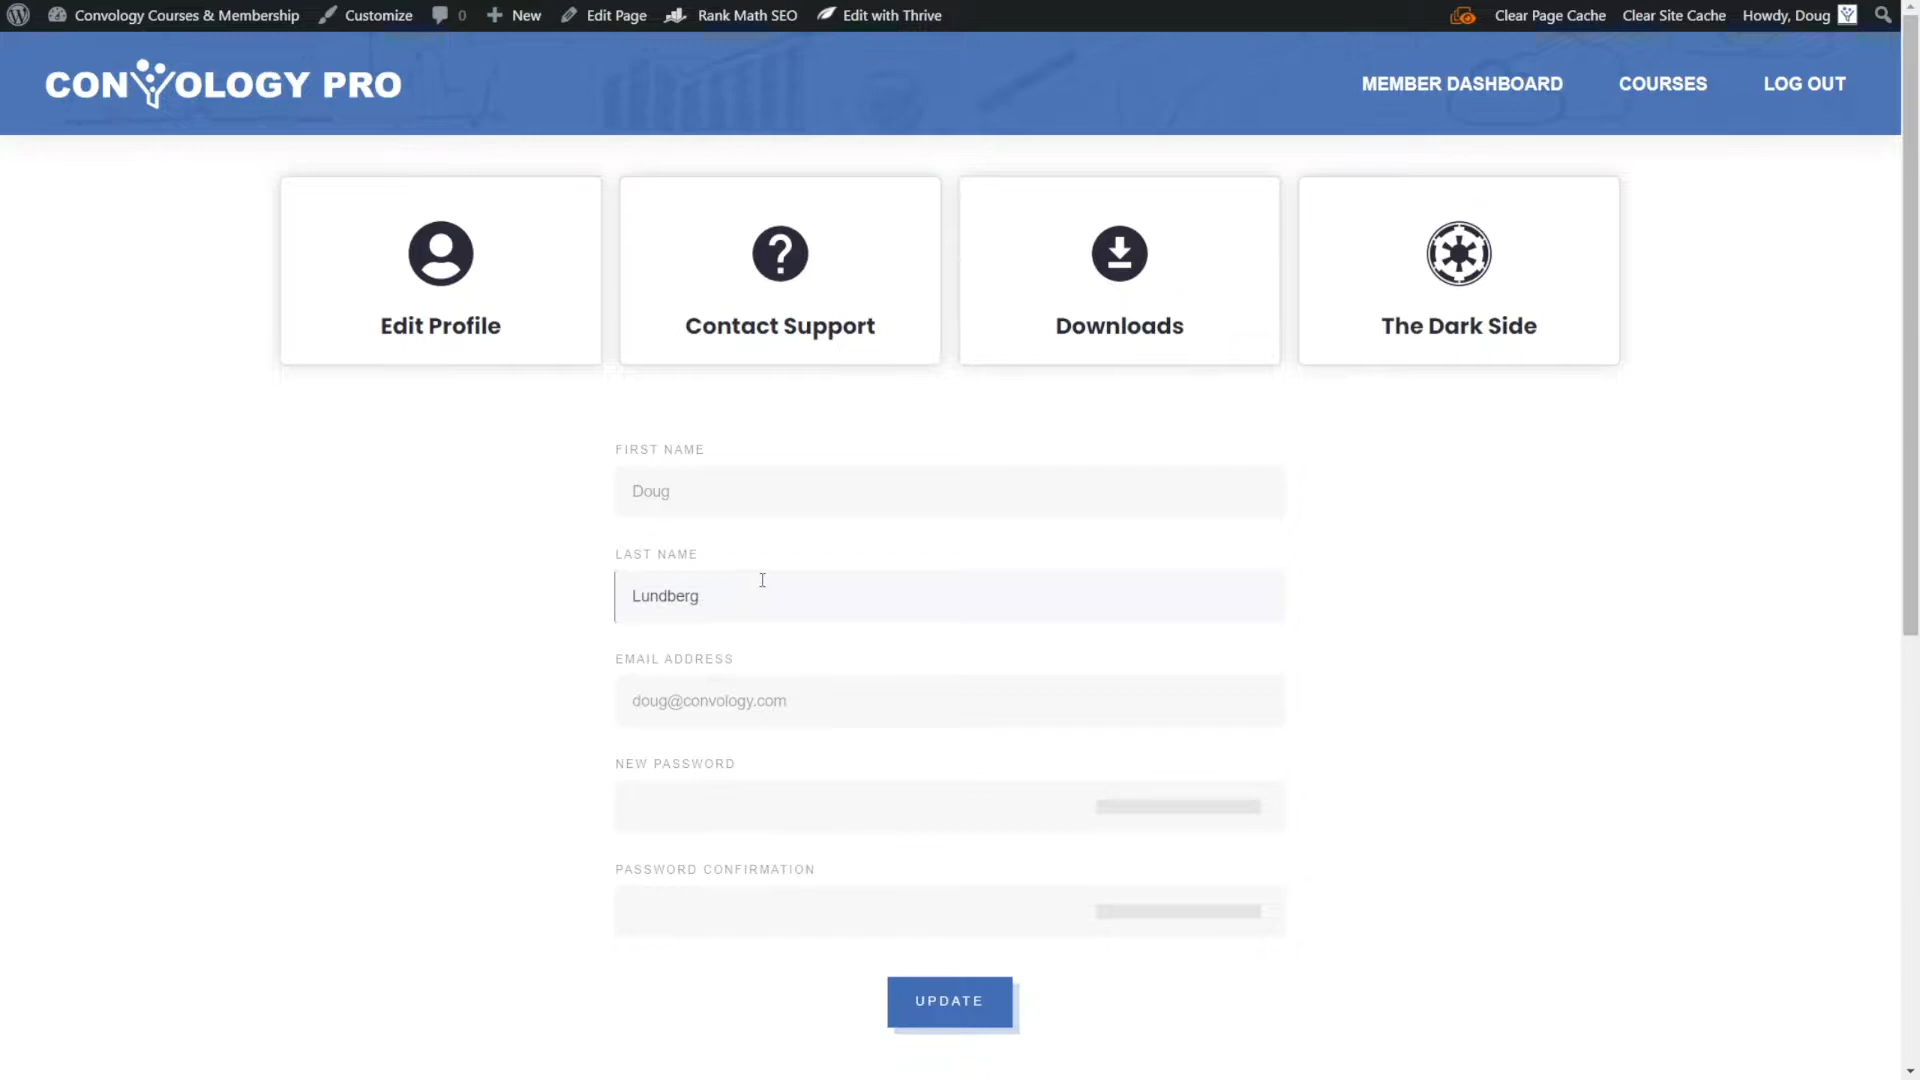 Convology Courses & Membership Customize 0 New Edit Page Rank Math SEO Edit with Thrive Clear Page Cache Clear Site Cache Howdy, Doug
CONVOLOGY PRO MEMBER DASHBOARD COURSES LOG OUT
Edit Profile Contact Support Downloads The Dark Side
FIRST NAME
Doug
LAST NAME
Lundberg
EMAIL ADDRESS
doug@convology.com
NEW PASSWORD
PASSWORD CONFIRMATION
UPDATE